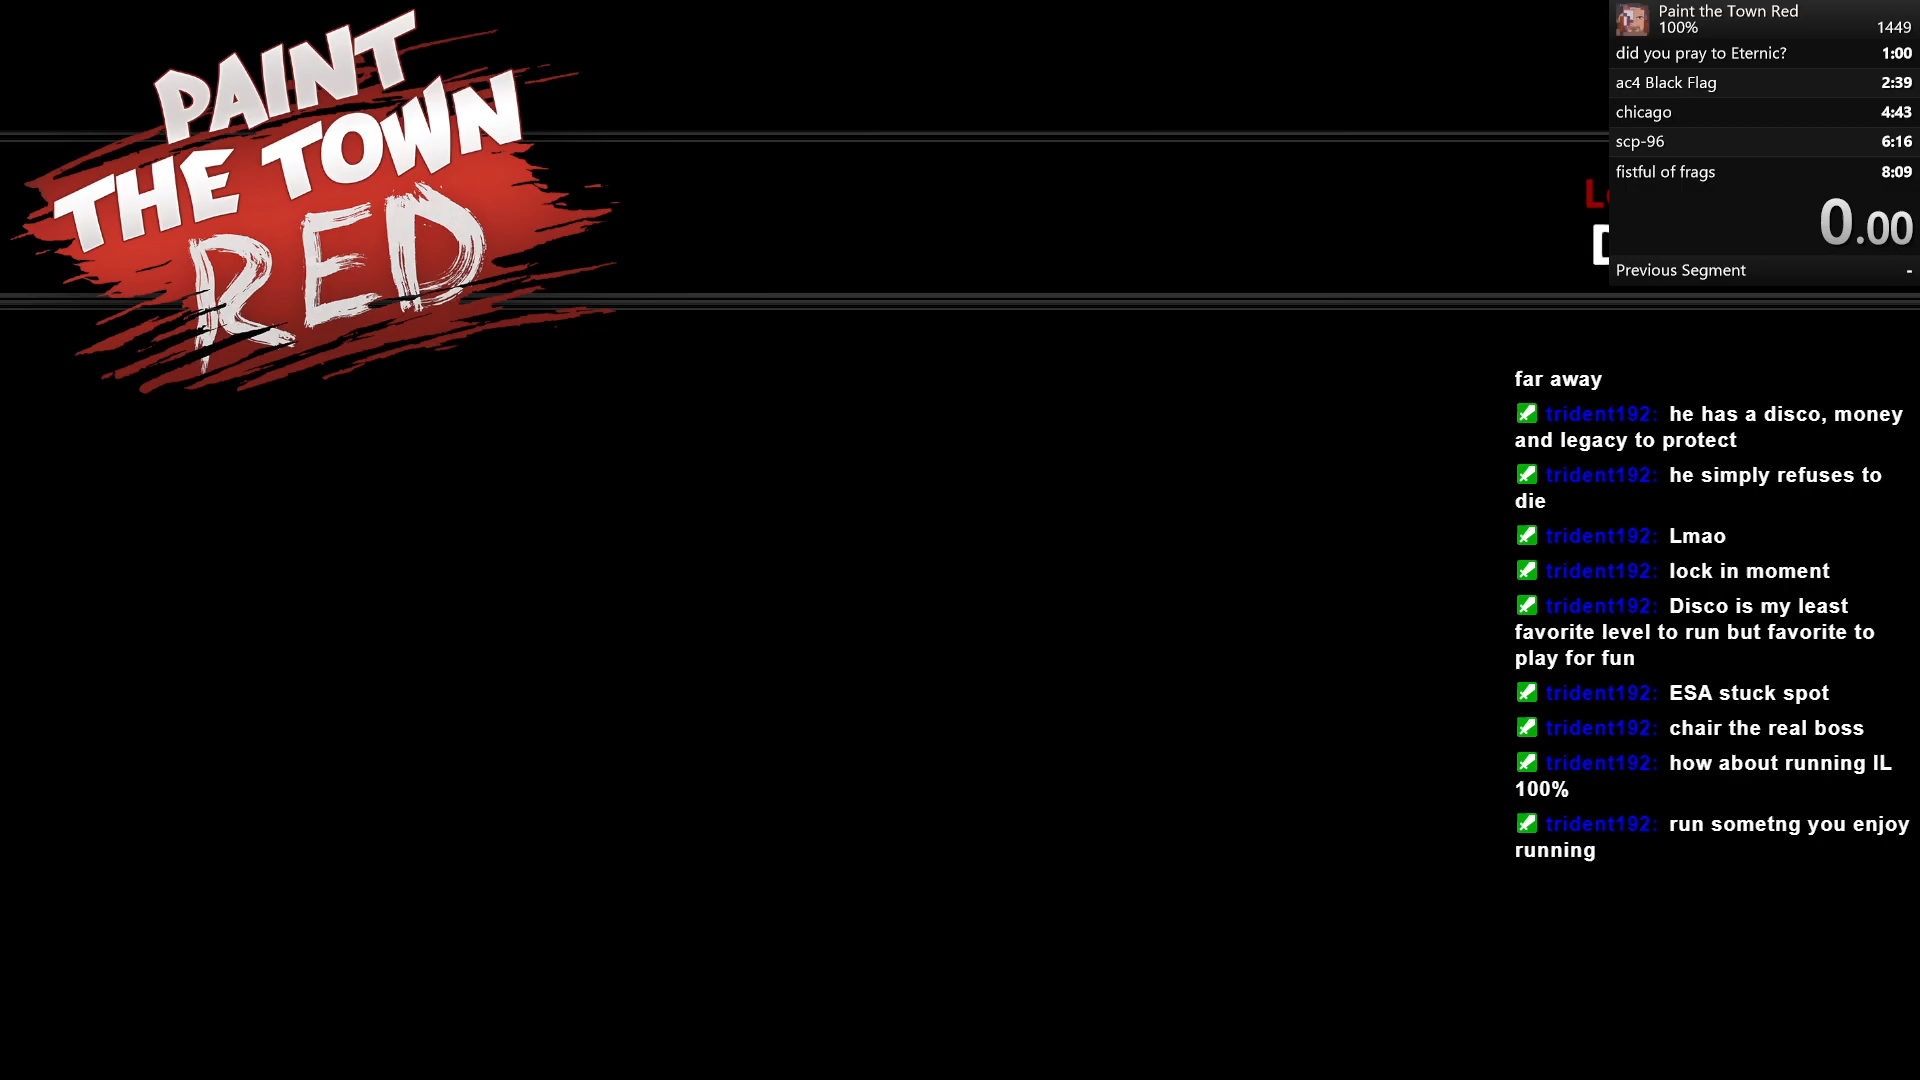 PAINT
THE TOWN
RED
Paint the Town Red
100% 1449
did you pray to Eternic? 1:00
ac4 Black Flag 2:39
chicago 4:43
scp-96 6:16
fistful of frags 8:09
0.00
Previous Segment -
far away
trident192: he has a disco, money
and legacy to protect
trident192: he simply refuses to
die
trident192: Lmao
trident192: lock in moment
trident192: Disco is my least
favorite level to run but favorite to
play for fun
trident192: ESA stuck spot
trident192: chair the real boss
trident192: how about running IL
100%
trident192: run sometng you enjoy
running